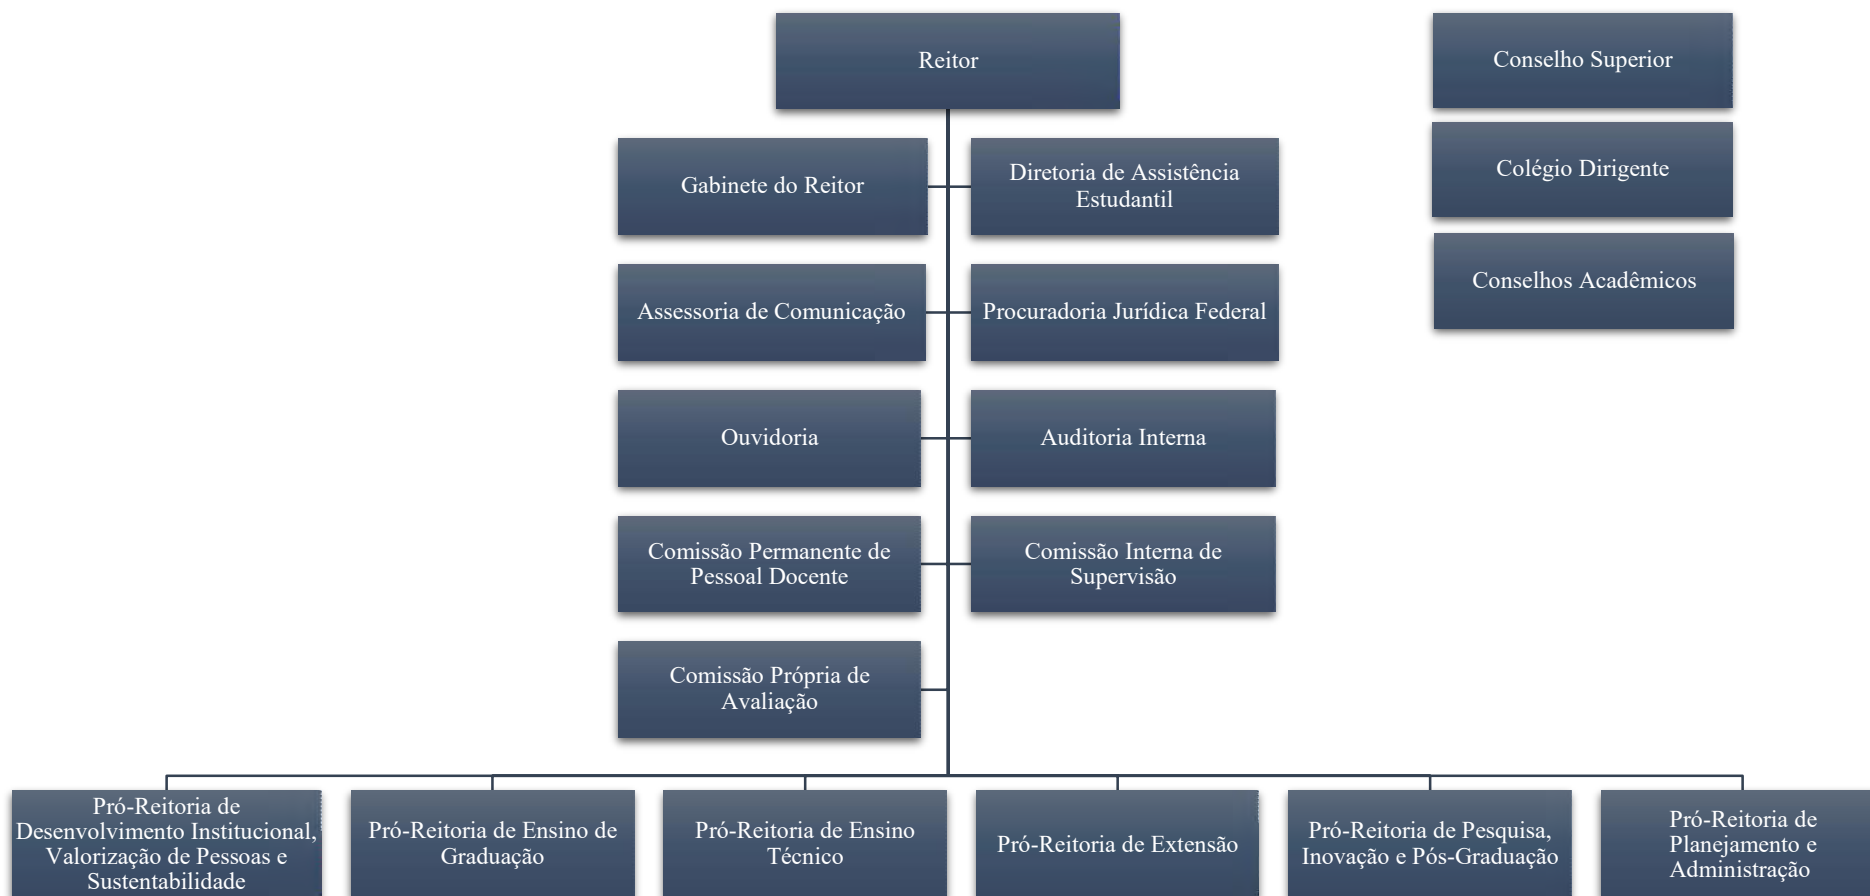 Reitor
Conselho Superior
Colégio Dirigente
Conselhos Acadêmicos
Gabinete do Reitor
Diretoria de Assistência
Estudantil
Assessoria de Comunicação
Procuradoria Jurídica Federal
Ouvidoria
Auditoria Interna
Comissão Permanente de
Pessoal Docente
Comissão Interna de
Supervisão
Comissão Própria de
Avaliação
Pró-Reitoria de
Desenvolvimento Institucional,
Valorização de Pessoas e
Sustentabilidade
Pró-Reitoria de Ensino de
Graduação
Pró-Reitoria de Ensino
Técnico
Pró-Reitoria de Extensão
Pró-Reitoria de Pesquisa,
Inovação e Pós-Graduação
Pró-Reitoria de
Planejamento e
Administração